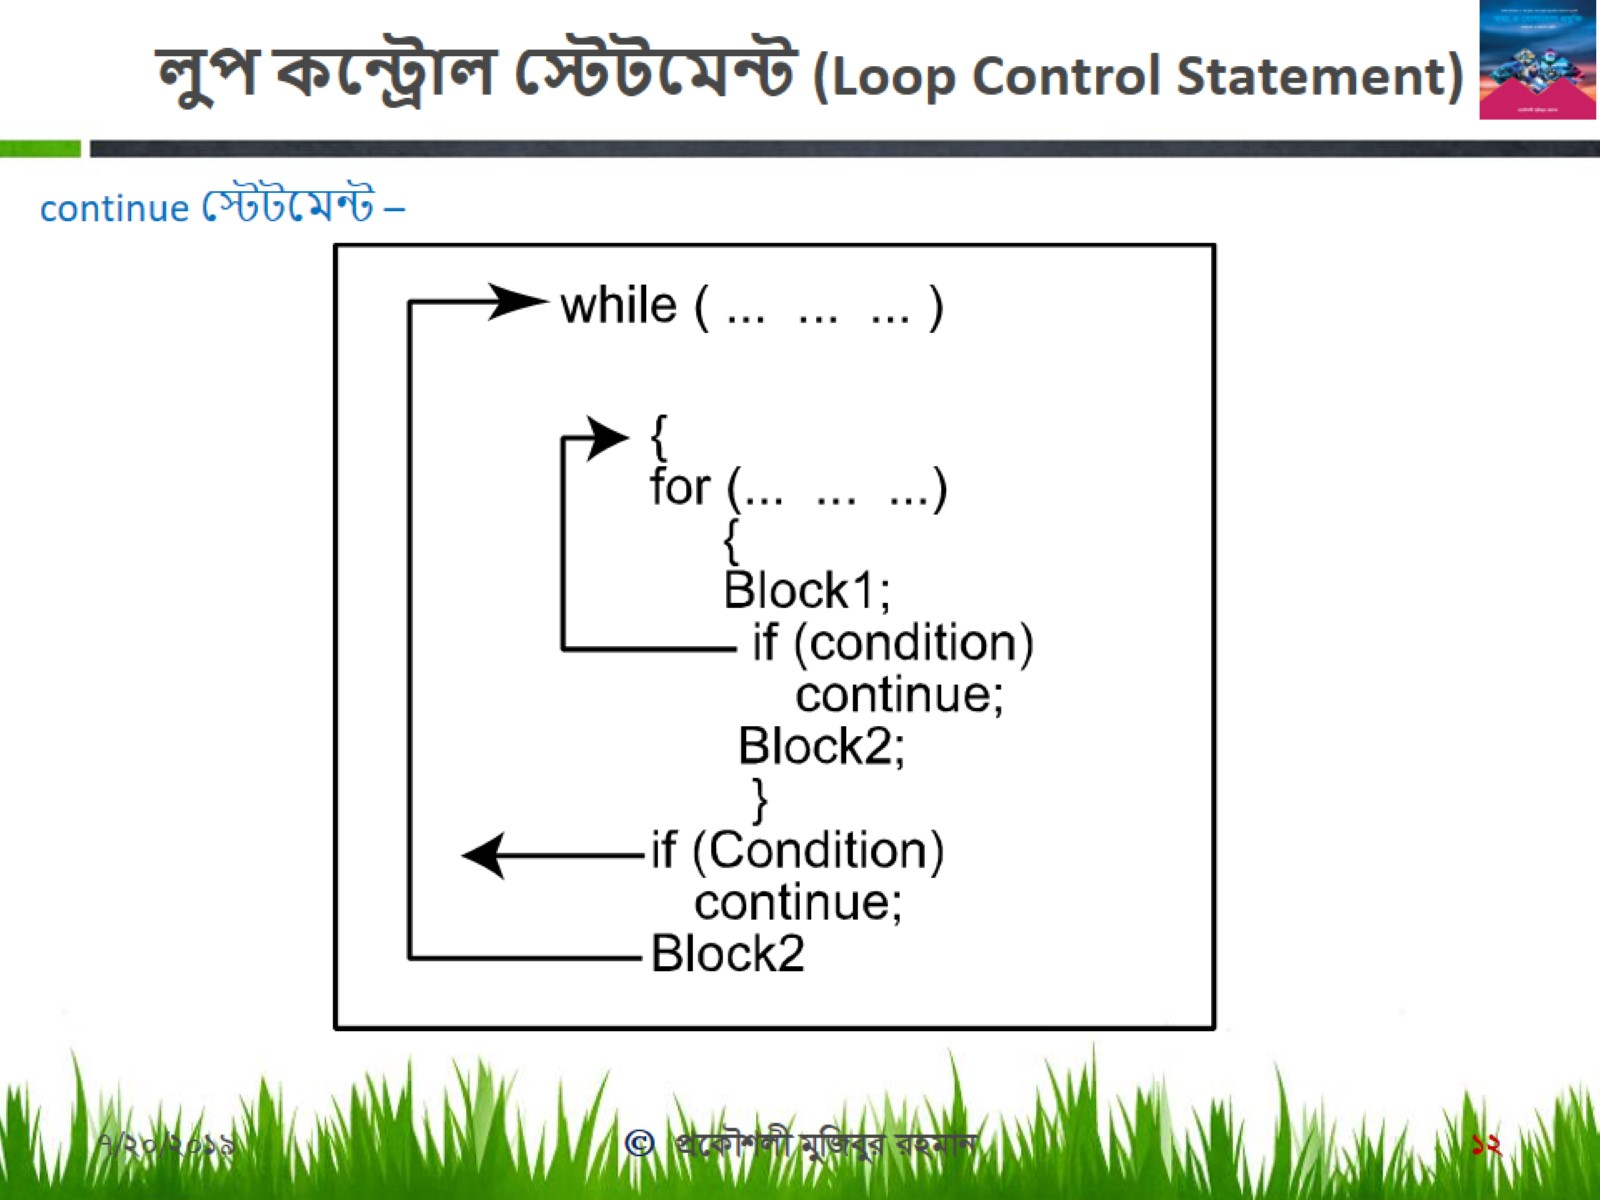 লুপ কন্ট্রোল স্টেটমেন্ট (Loop Control Statement)
continue স্টেটমেন্ট –
while ( ... ... ... )
{
for (... ... ...)
{
Block1;
if (condition)
continue;
Block2;
}
if (Condition)
continue;
Block2
৭/২০/২০১৯
© প্রকৌশলী মুজিবুর রহমান
১২